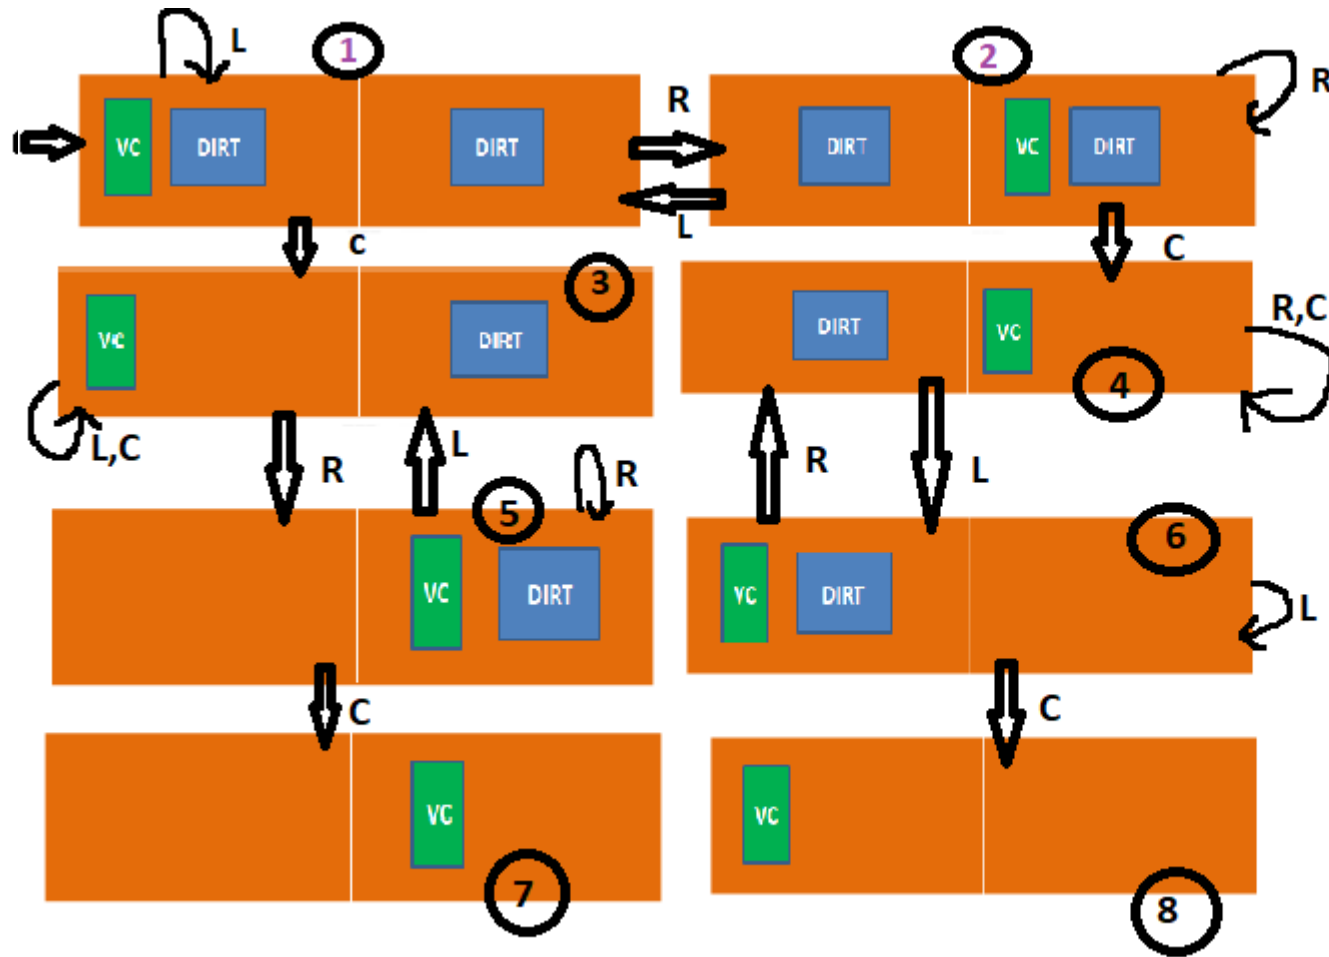 L 1 2 R
VC DIRT DIRT R DIRT VC DIRT
L
c C
3
VC DIRT DIRT VC R,C
4
L,C R L R L
5 R 6
VC DIRT VC DIRT L
C C
VC VC
7 8